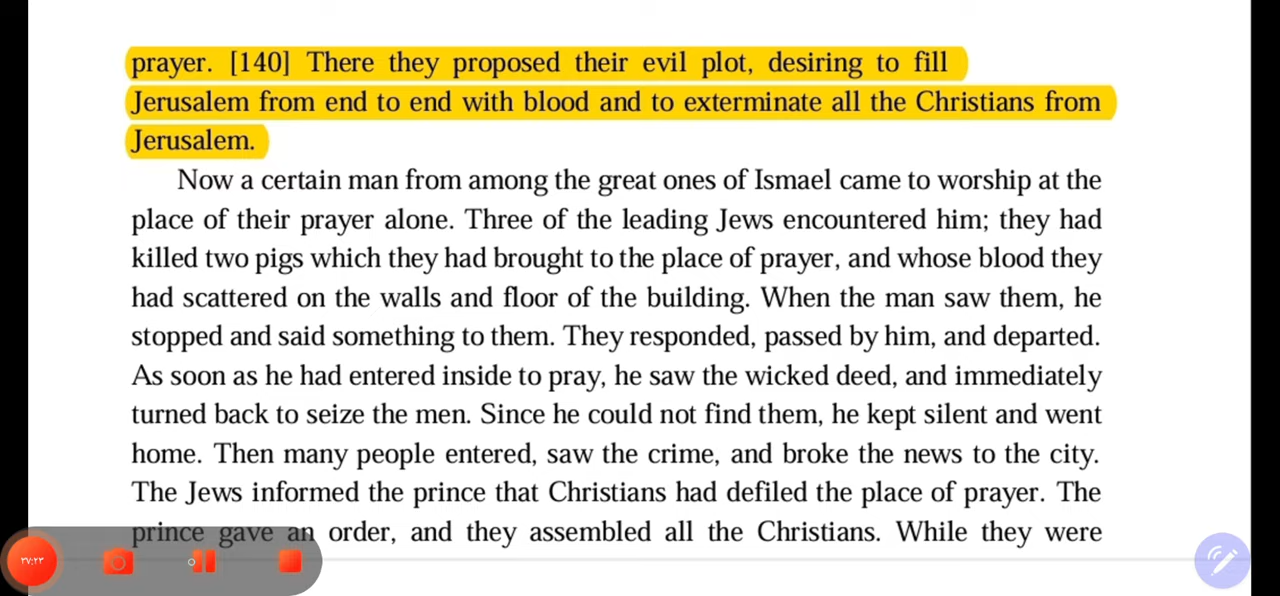 prayer. [140] There they proposed their evil plot, desiring to fill
Jerusalem from end to end with blood and to exterminate all the Christians from
Jerusalem.
Now a certain man from among the great ones of Ismael came to worship at the
place of their prayer alone. Three of the leading Jews encountered him; they had
killed two pigs which they had brought to the place of prayer, and whose blood they
had scattered on the walls and floor of the building. When the man saw them, he
stopped and said something to them. They responded, passed by him, and departed.
As soon as he had entered inside to pray, he saw the wicked deed, and immediately
turned back to seize the men. Since he could not find them, he kept silent and went
home. Then many people entered, saw the crime, and broke the news to the city.
The Jews informed the prince that Christians had defiled the place of prayer. The
prince gave an order, and they assembled all the Christians. While they were
٣٧:٢٣